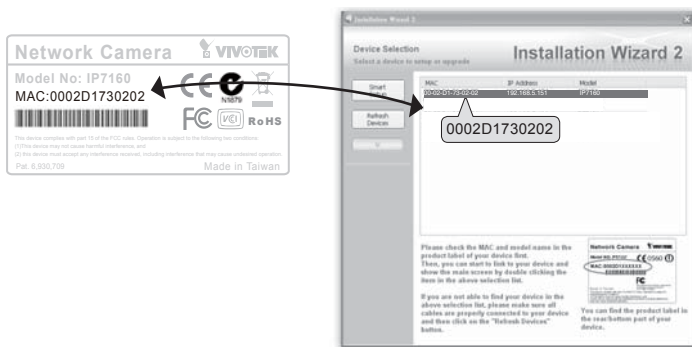 Network Camera
VIVOTEK
Model No: IP7160
MAC:0002D1730202
CE
C
N1879
FC
VCCI
RoHS
This device complies with part 15 of the FCC rules. Operation is subject to the following two conditions:
(1)This device may not cause harmful interference, and
(2) this device must accept any interference received, including interference that may cause undesired operation.
Pat. 6,930,709
Made in Taiwan
Installation Wizard 2
Device Selection
Select a device to setup or upgrade
Installation Wizard 2
Smart
Setup
Refresh
Devices
MAC
IP Address
Model
00-02-D1-73-02-02
192.168.5.151
IP7160
0002D1730202
Please check the MAC and model name in the
product label of your device first.
Then, you can start to link to your device and
show the main screen by double clicking the
item in the above selection list.
If you are not able to find your device in the
above selection list, please make sure all
cables are properly connected to your device
and then click on the "Refresh Devices"
button.
Network Camera
VIVOTEK
CE 0560
MAC:0002D1XXXXXX
FC
You can find the product label in
the rear/bottom part of your
device.